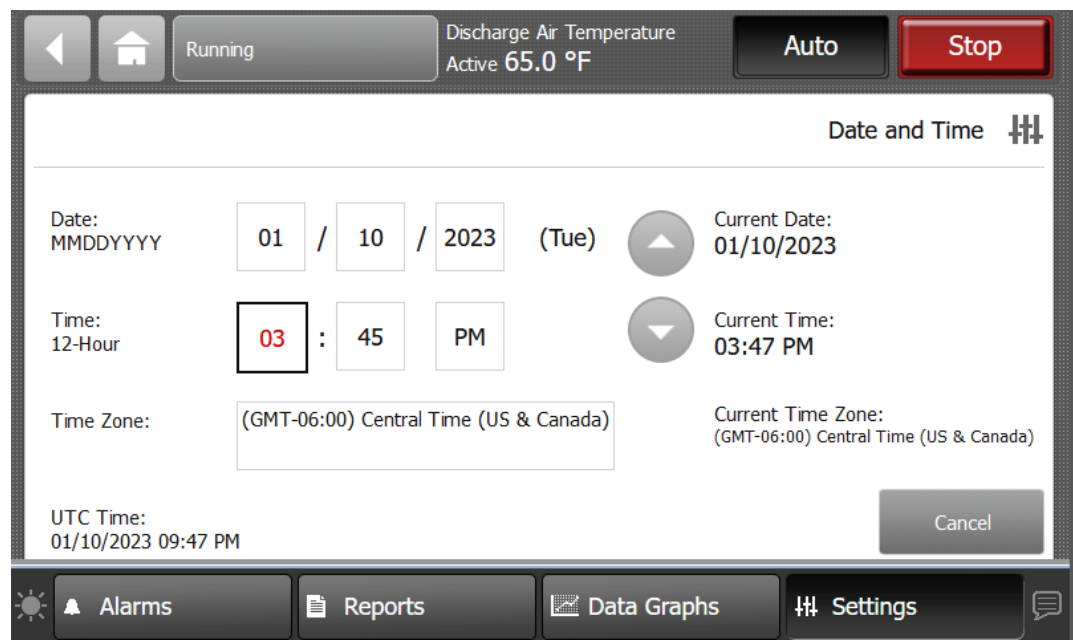 Running
Discharge Air Temperature
Active 65.0 °F
Auto
Stop
Date and Time
Date:
MMDDYYYY
01 / 10 / 2023 (Tue)
Current Date:
01/10/2023
Time:
12-Hour
03 : 45 PM
Current Time:
03:47 PM
Time Zone:
(GMT-06:00) Central Time (US & Canada)
Current Time Zone:
(GMT-06:00) Central Time (US & Canada)
UTC Time:
01/10/2023 09:47 PM
Cancel
Alarms
Reports
Data Graphs
Settings